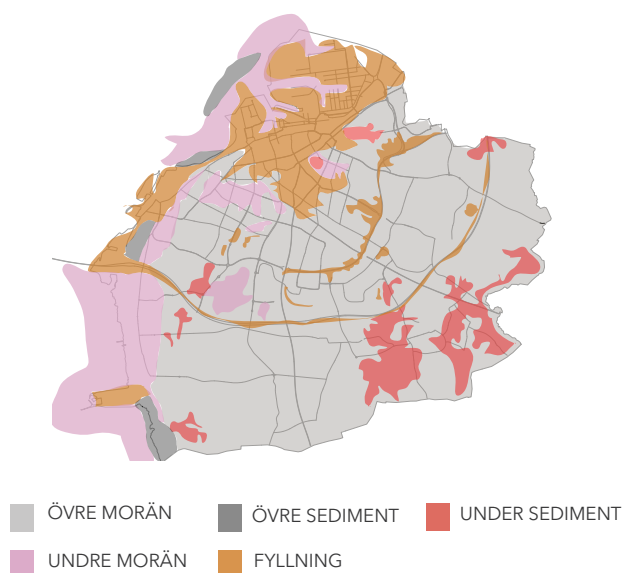 ÖVRE MORÄN
ÖVRE SEDIMENT
UNDER SEDIMENT
UNDRE MORÄN
FYLLNING